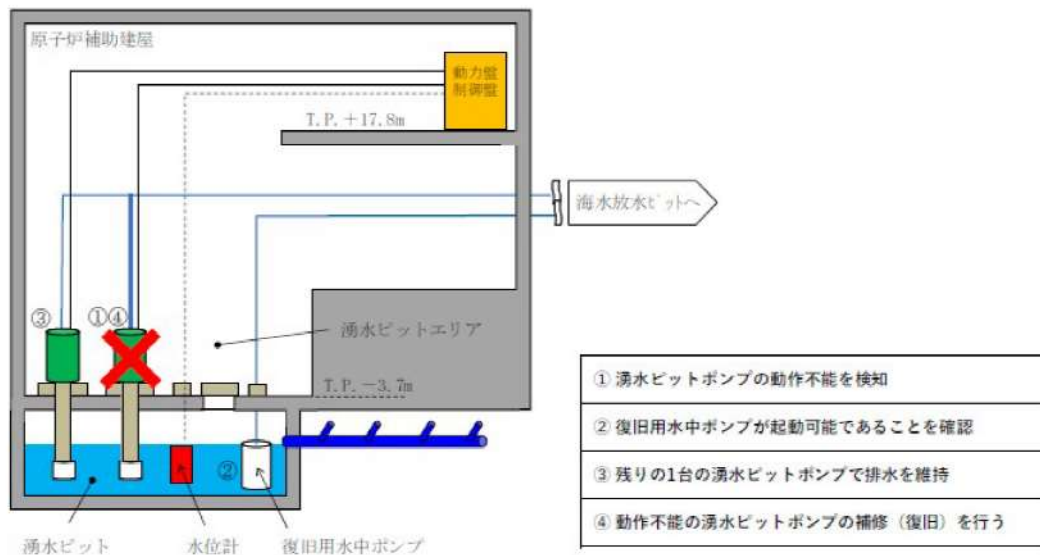 原子炉補助建屋
動力盤
制御盤
T.P.＋17.8m
海水放水ﾋﾟｯﾄへ
③
①④
湧水ピットエリア
T.P.－3.7m
②
湧水ピット
水位計
復旧用水中ポンプ
① 湧水ピットポンプの動作不能を検知
② 復旧用水中ポンプが起動可能であることを確認
③ 残りの1台の湧水ピットポンプで排水を維持
④ 動作不能の湧水ピットポンプの補修（復旧）を行う